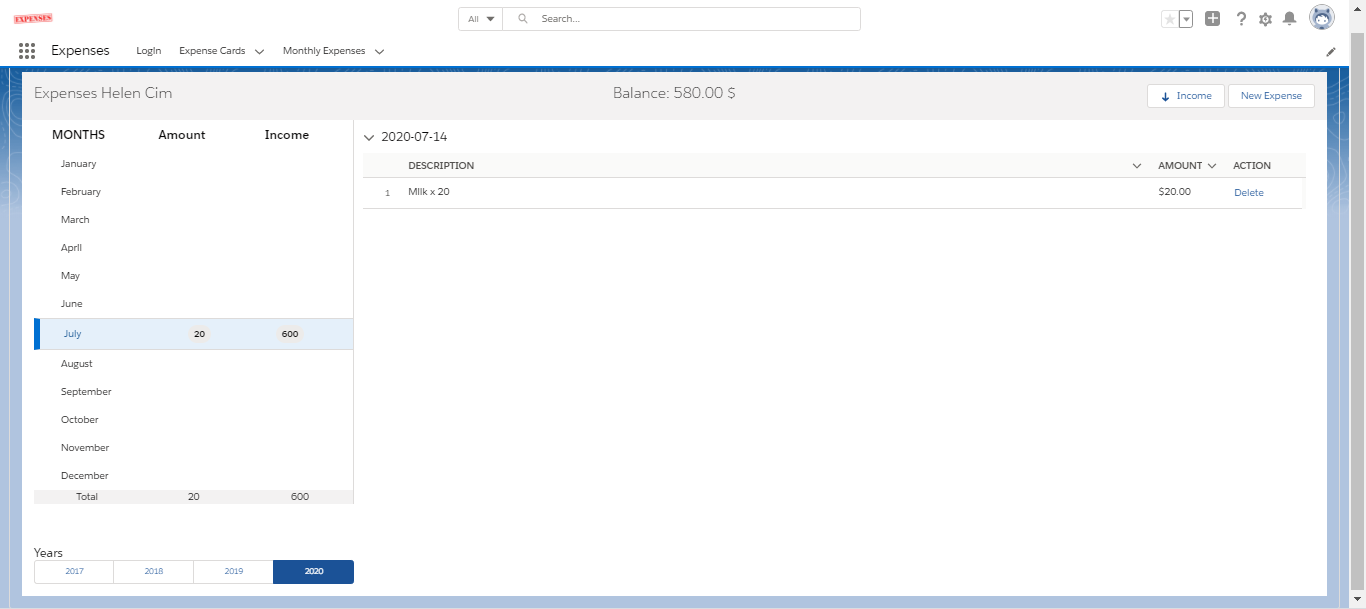 EXPENSES
All
Search...
Expenses LogIn Expense Cards Monthly Expenses
Expenses Helen Cim Balance: 580.00 $ Income New Expense
MONTHS Amount Income
January
February
March
April
May
June
July 20 600
August
September
October
November
December
Total 20 600
Years
2017 2018 2019 2020
2020-07-14
DESCRIPTION AMOUNT ACTION
1 Milk x 20 $20.00 Delete